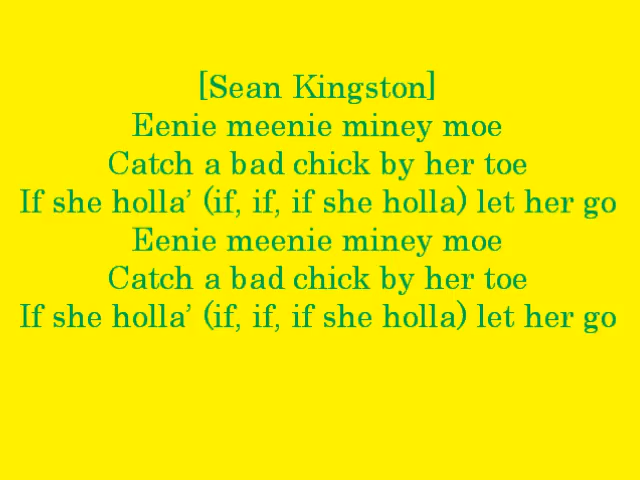 [Sean Kingston]
Eenie meenie miney moe
Catch a bad chick by her toe
If she holla’ (if, if, if she holla) let her go
Eenie meenie miney moe
Catch a bad chick by her toe
If she holla’ (if, if, if she holla) let her go